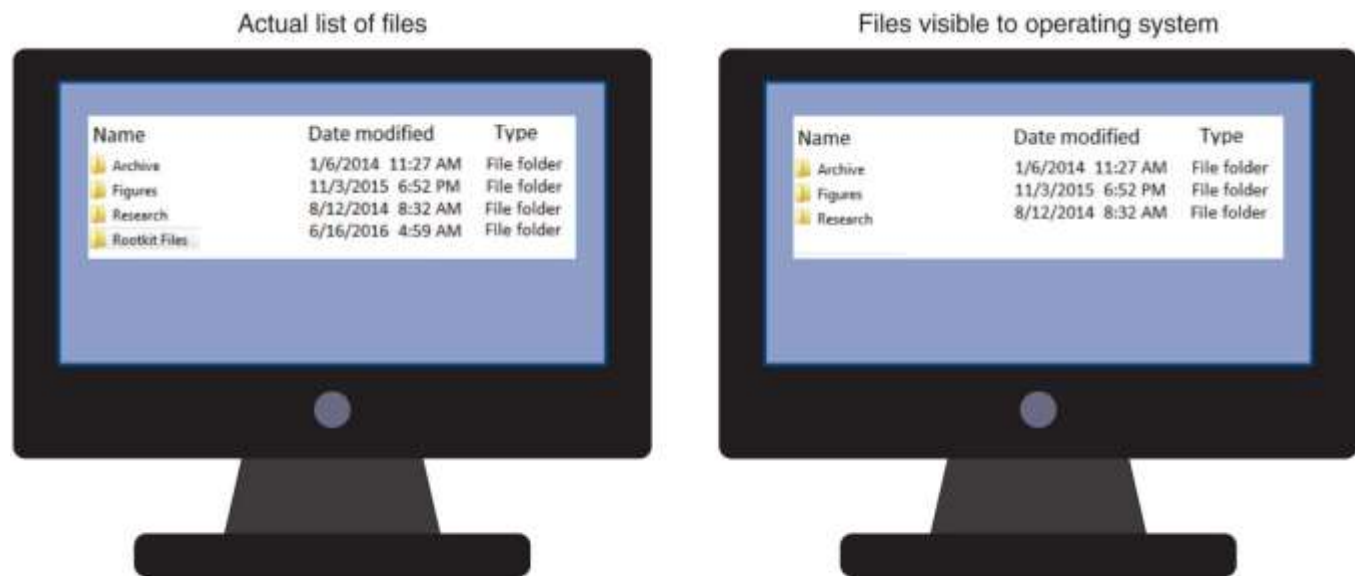 Actual list of files
Name Date modified Type
Archive 1/6/2014 11:27 AM File folder
Figures 11/3/2015 6:52 PM File folder
Research 8/12/2014 8:32 AM File folder
Rootkit Files 6/16/2016 4:59 AM File folder
Files visible to operating system
Name Date modified Type
Archive 1/6/2014 11:27 AM File folder
Figures 11/3/2015 6:52 PM File folder
Research 8/12/2014 8:32 AM File folder